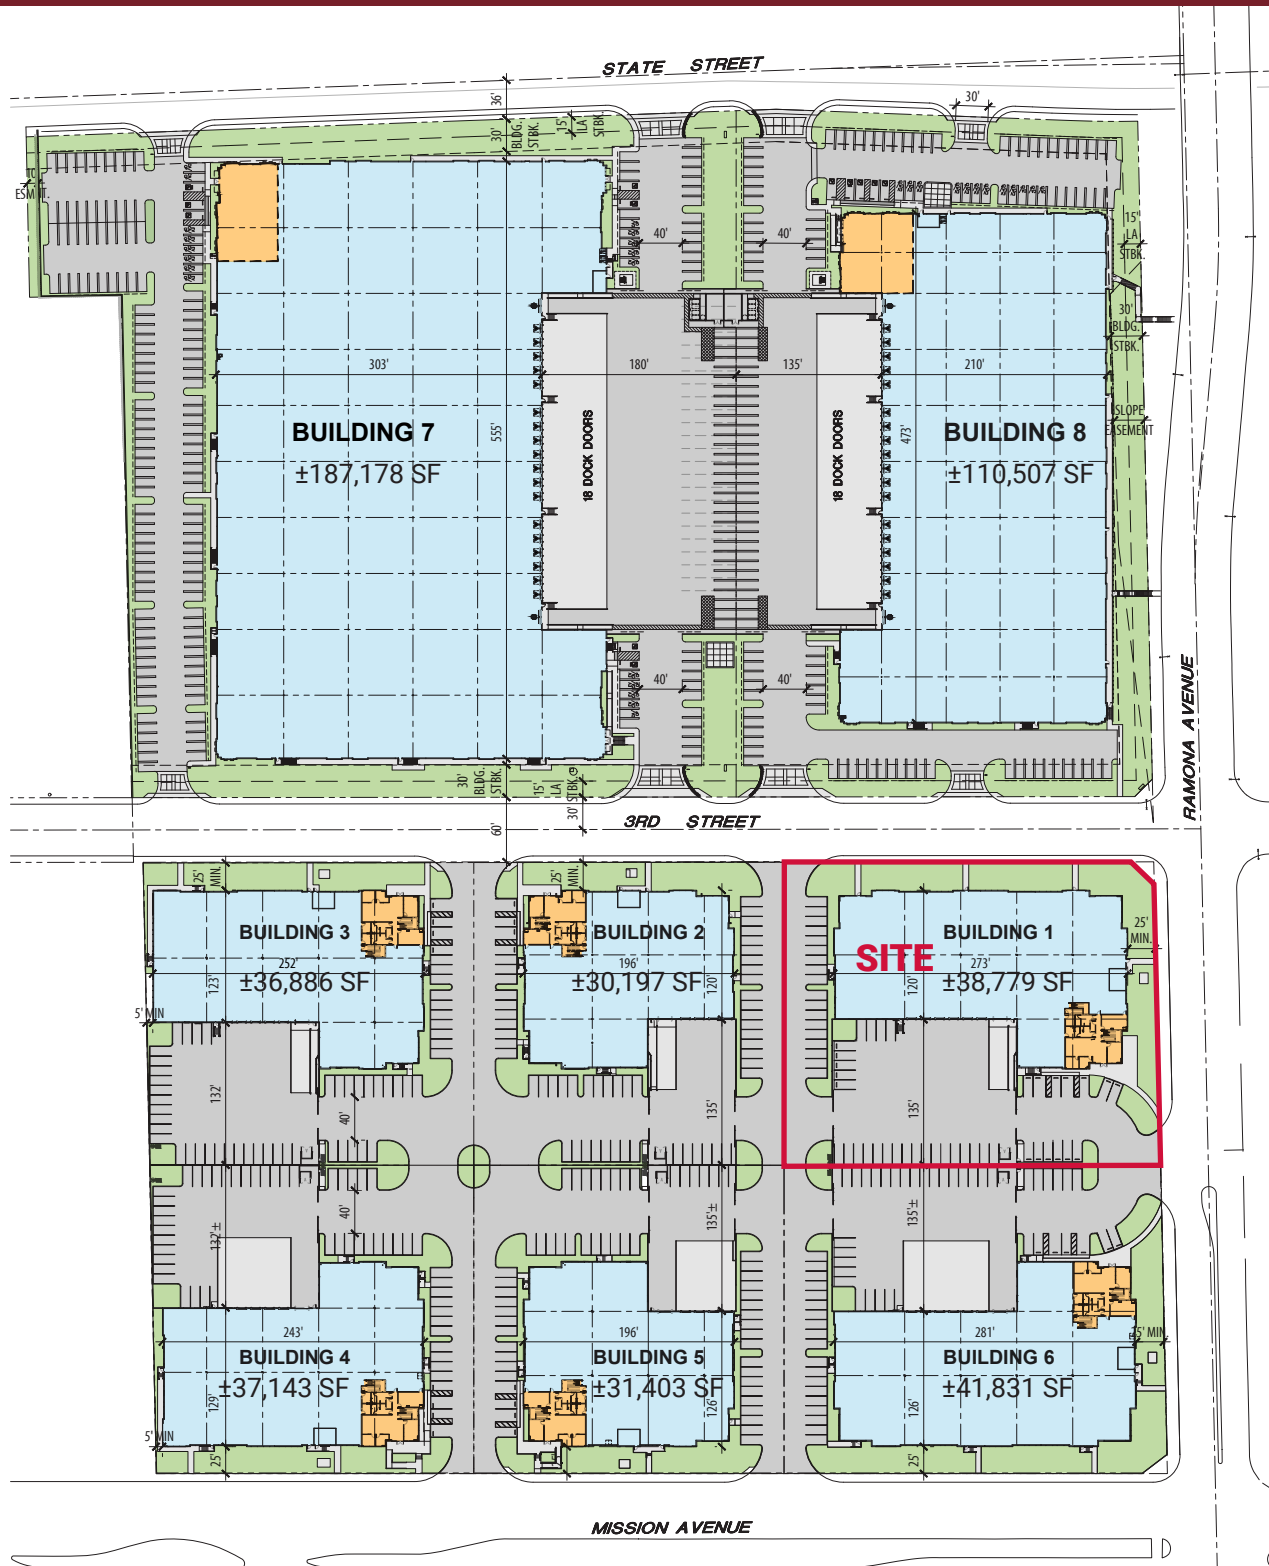 STATE STREET
36'
30'
BLDG.
STBK.
15'
LA
STBK.
30'
ESM'T.
40'
40'
15'
LA
STBK.
30'
BLDG.
STBK.
303'
180'
135'
210'
SLOPE
EASEMENT
BUILDING 7
±187,178 SF
555'
18 DOCK DOORS
18 DOCK DOORS
473'
BUILDING 8
±110,507 SF
40'
40'
RAMONA AVENUE
30'
BLDG.
STBK.
15'
LA
STBK.
60'
30'
3RD STREET
25'
MIN.
25'
MIN.
25'
MIN.
BUILDING 3
252'
±36,886 SF
123'
BUILDING 2
196'
±30,197 SF
120'
SITE
BUILDING 1
273'
±38,779 SF
120'
5' MIN
132'
40'
135'
135'
132'±
40'
135'±
135'±
243'
BUILDING 4
±37,143 SF
129'
196'
BUILDING 5
±31,403 SF
126'
281'
BUILDING 6
±41,831 SF
126'
25' MIN
5' MIN
25'
25'
MISSION AVENUE